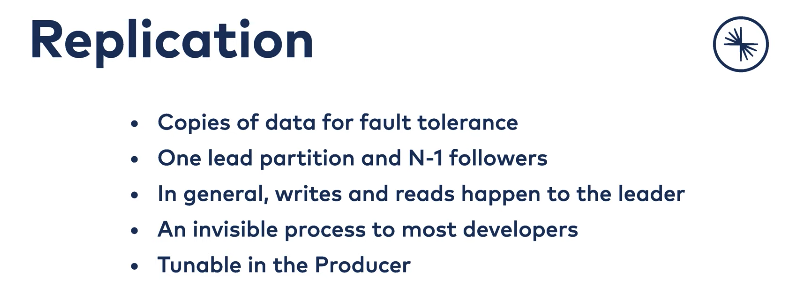 Replication
• Copies of data for fault tolerance
• One lead partition and N-1 followers
• In general, writes and reads happen to the leader
• An invisible process to most developers
• Tunable in the Producer